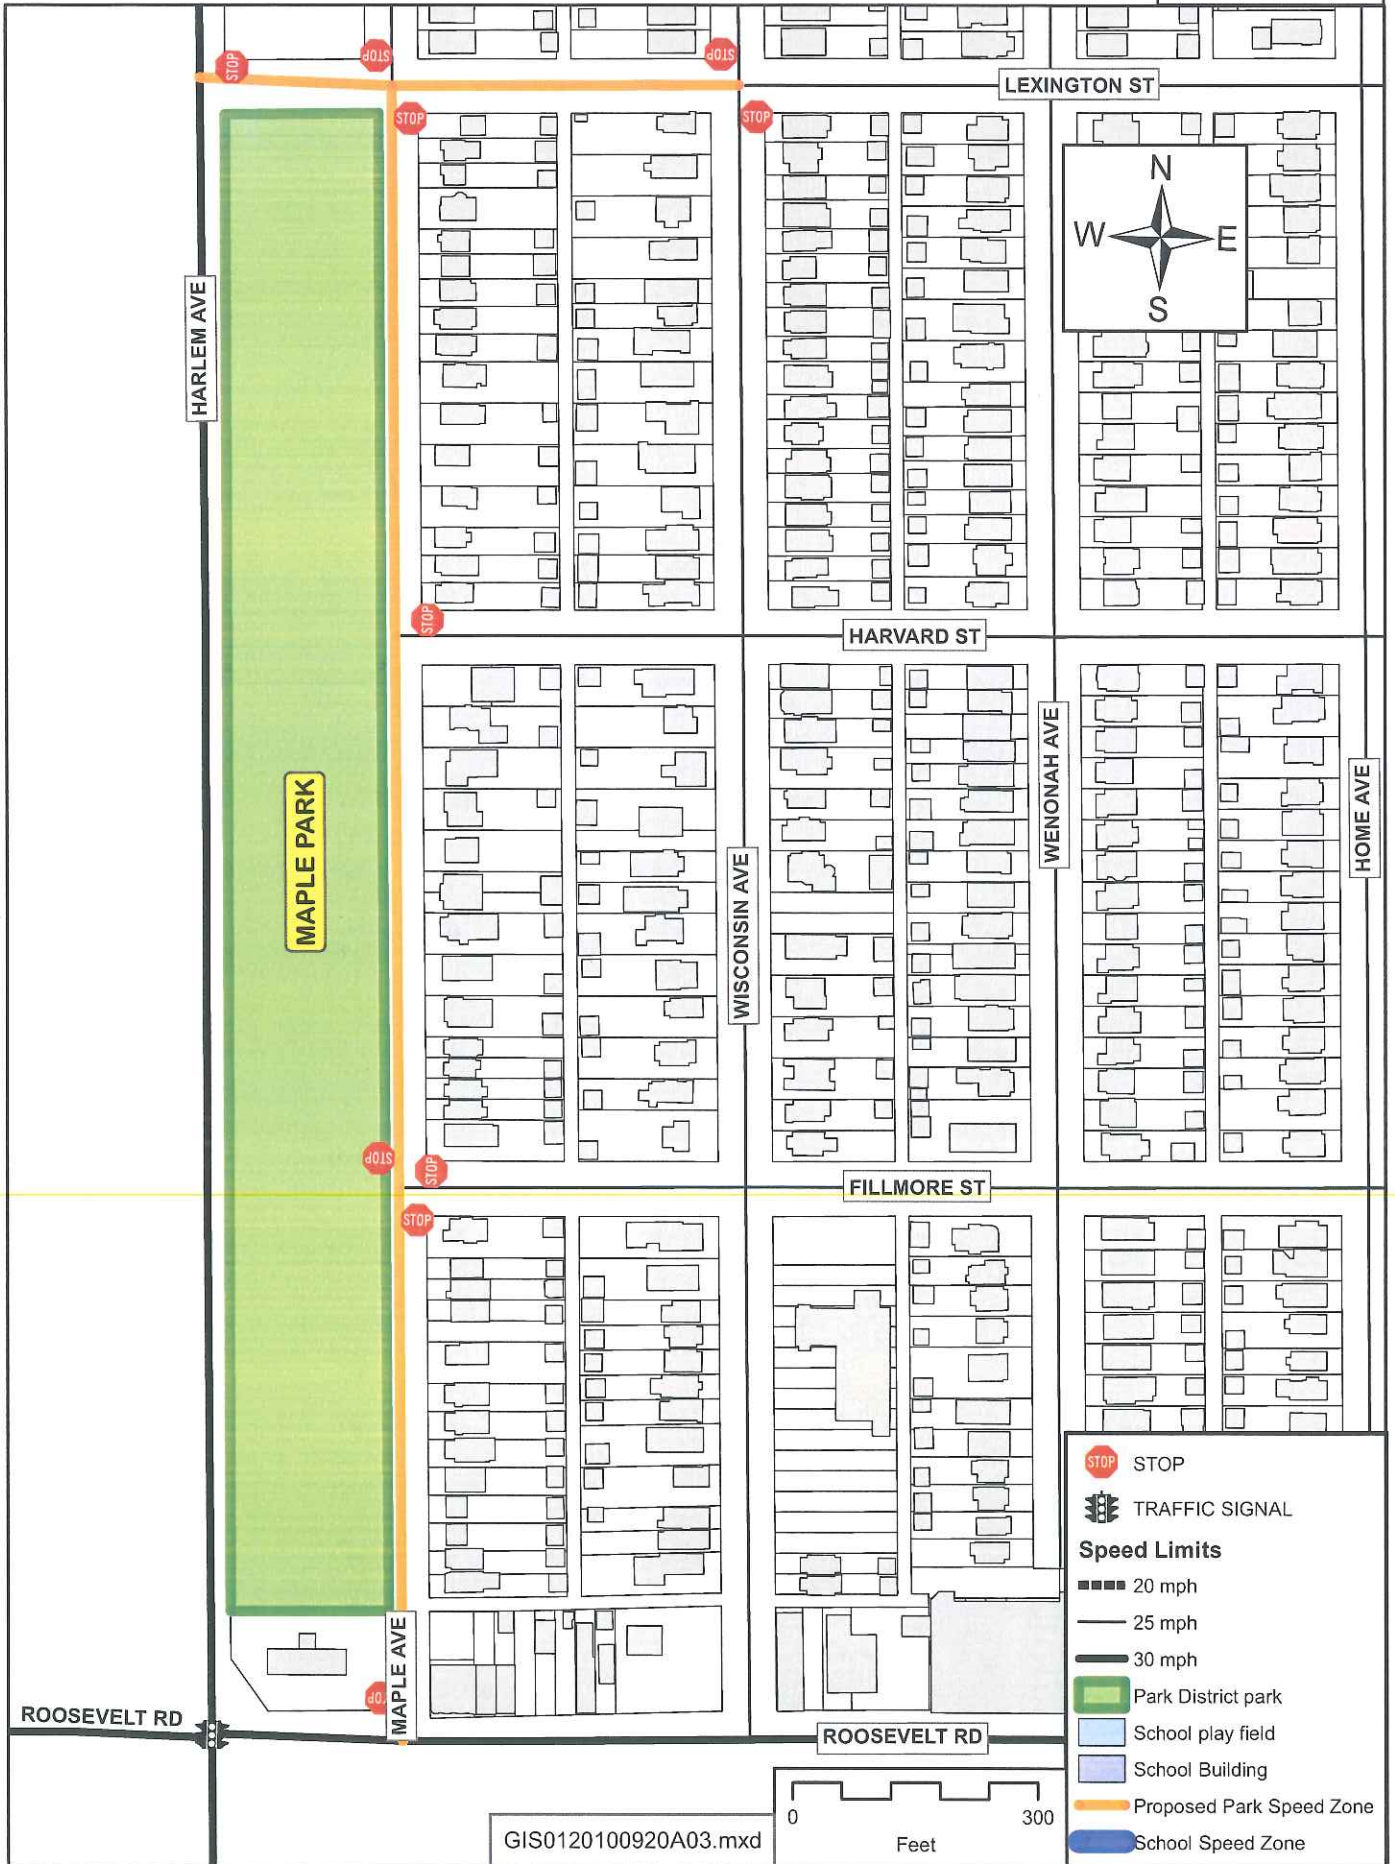 STOP
STOP
STOP
LEXINGTON ST
STOP
STOP
N
W
E
S
HARLEM AVE
STOP
HARVARD ST
MAPLE PARK
WENONAH AVE
HOME AVE
WISCONSIN AVE
STOP
STOP
FILLMORE ST
STOP
STOP
STOP
TRAFFIC SIGNAL
Speed Limits
20 mph
25 mph
30 mph
MAPLE AVE
Park District park
ROOSEVELT RD
ROOSEVELT RD
School play field
School Building
Proposed Park Speed Zone
0
300
Feet
School Speed Zone
GIS0120100920A03.mxd